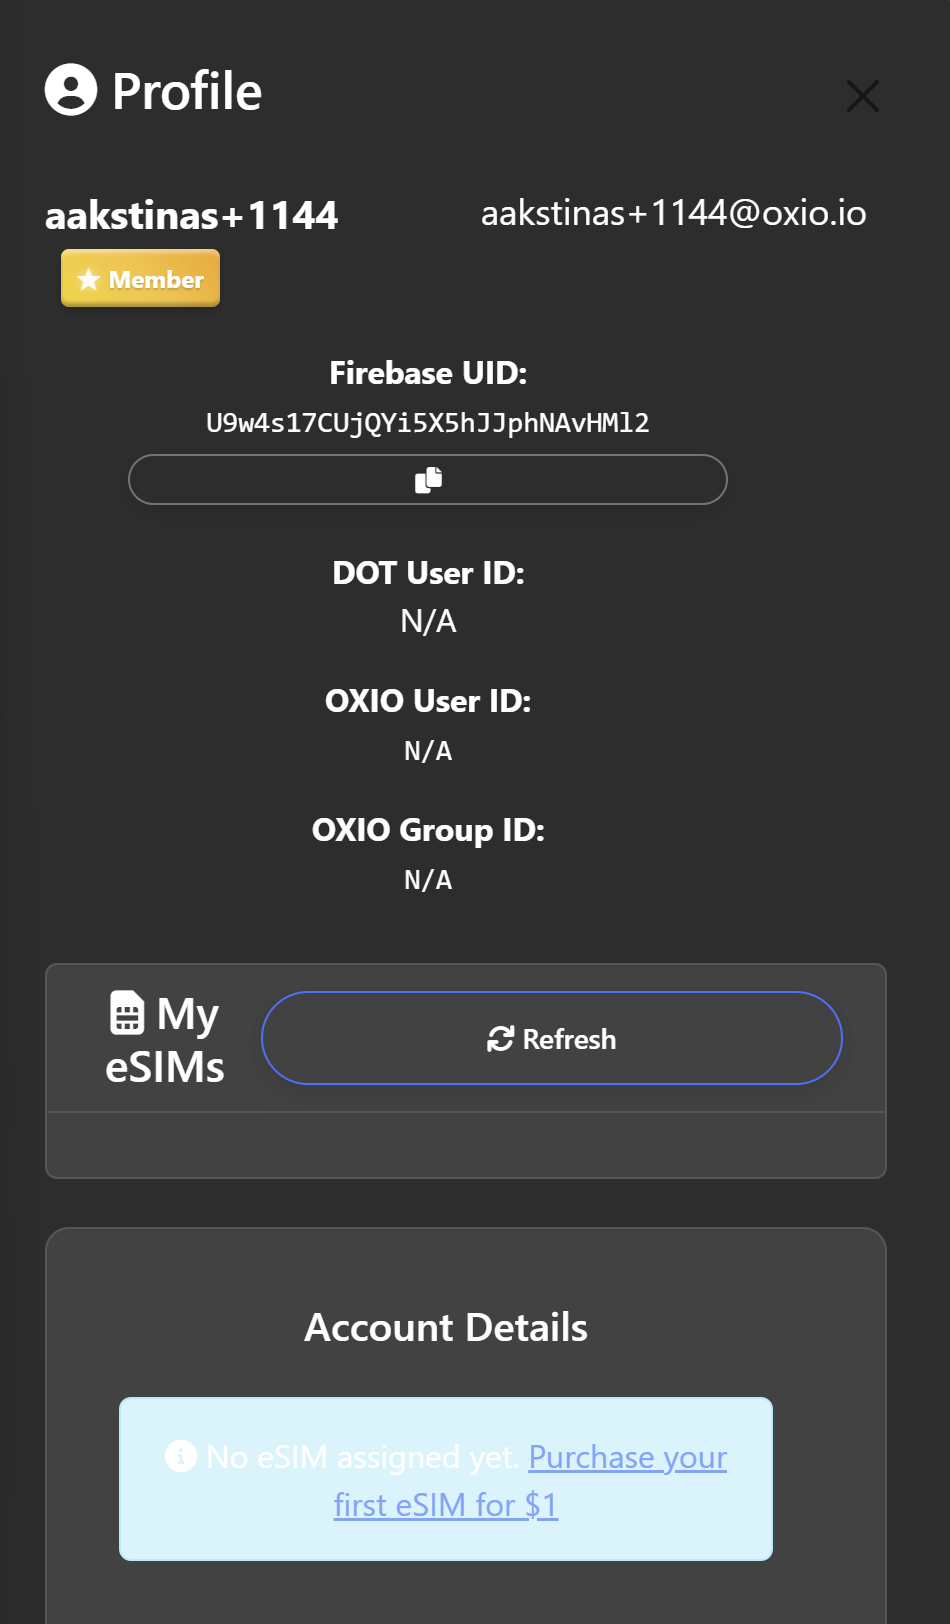 Profile
aakstinas+1144
aakstinas+1144@oxio.io
Member
Firebase UID:
U9w4s17CUjQYi5X5hJJphNAvHMl2
DOT User ID:
N/A
OXIO User ID:
N/A
OXIO Group ID:
N/A
My
eSIMs
Refresh
Account Details
No eSIM assigned yet. Purchase your
first eSIM for $1